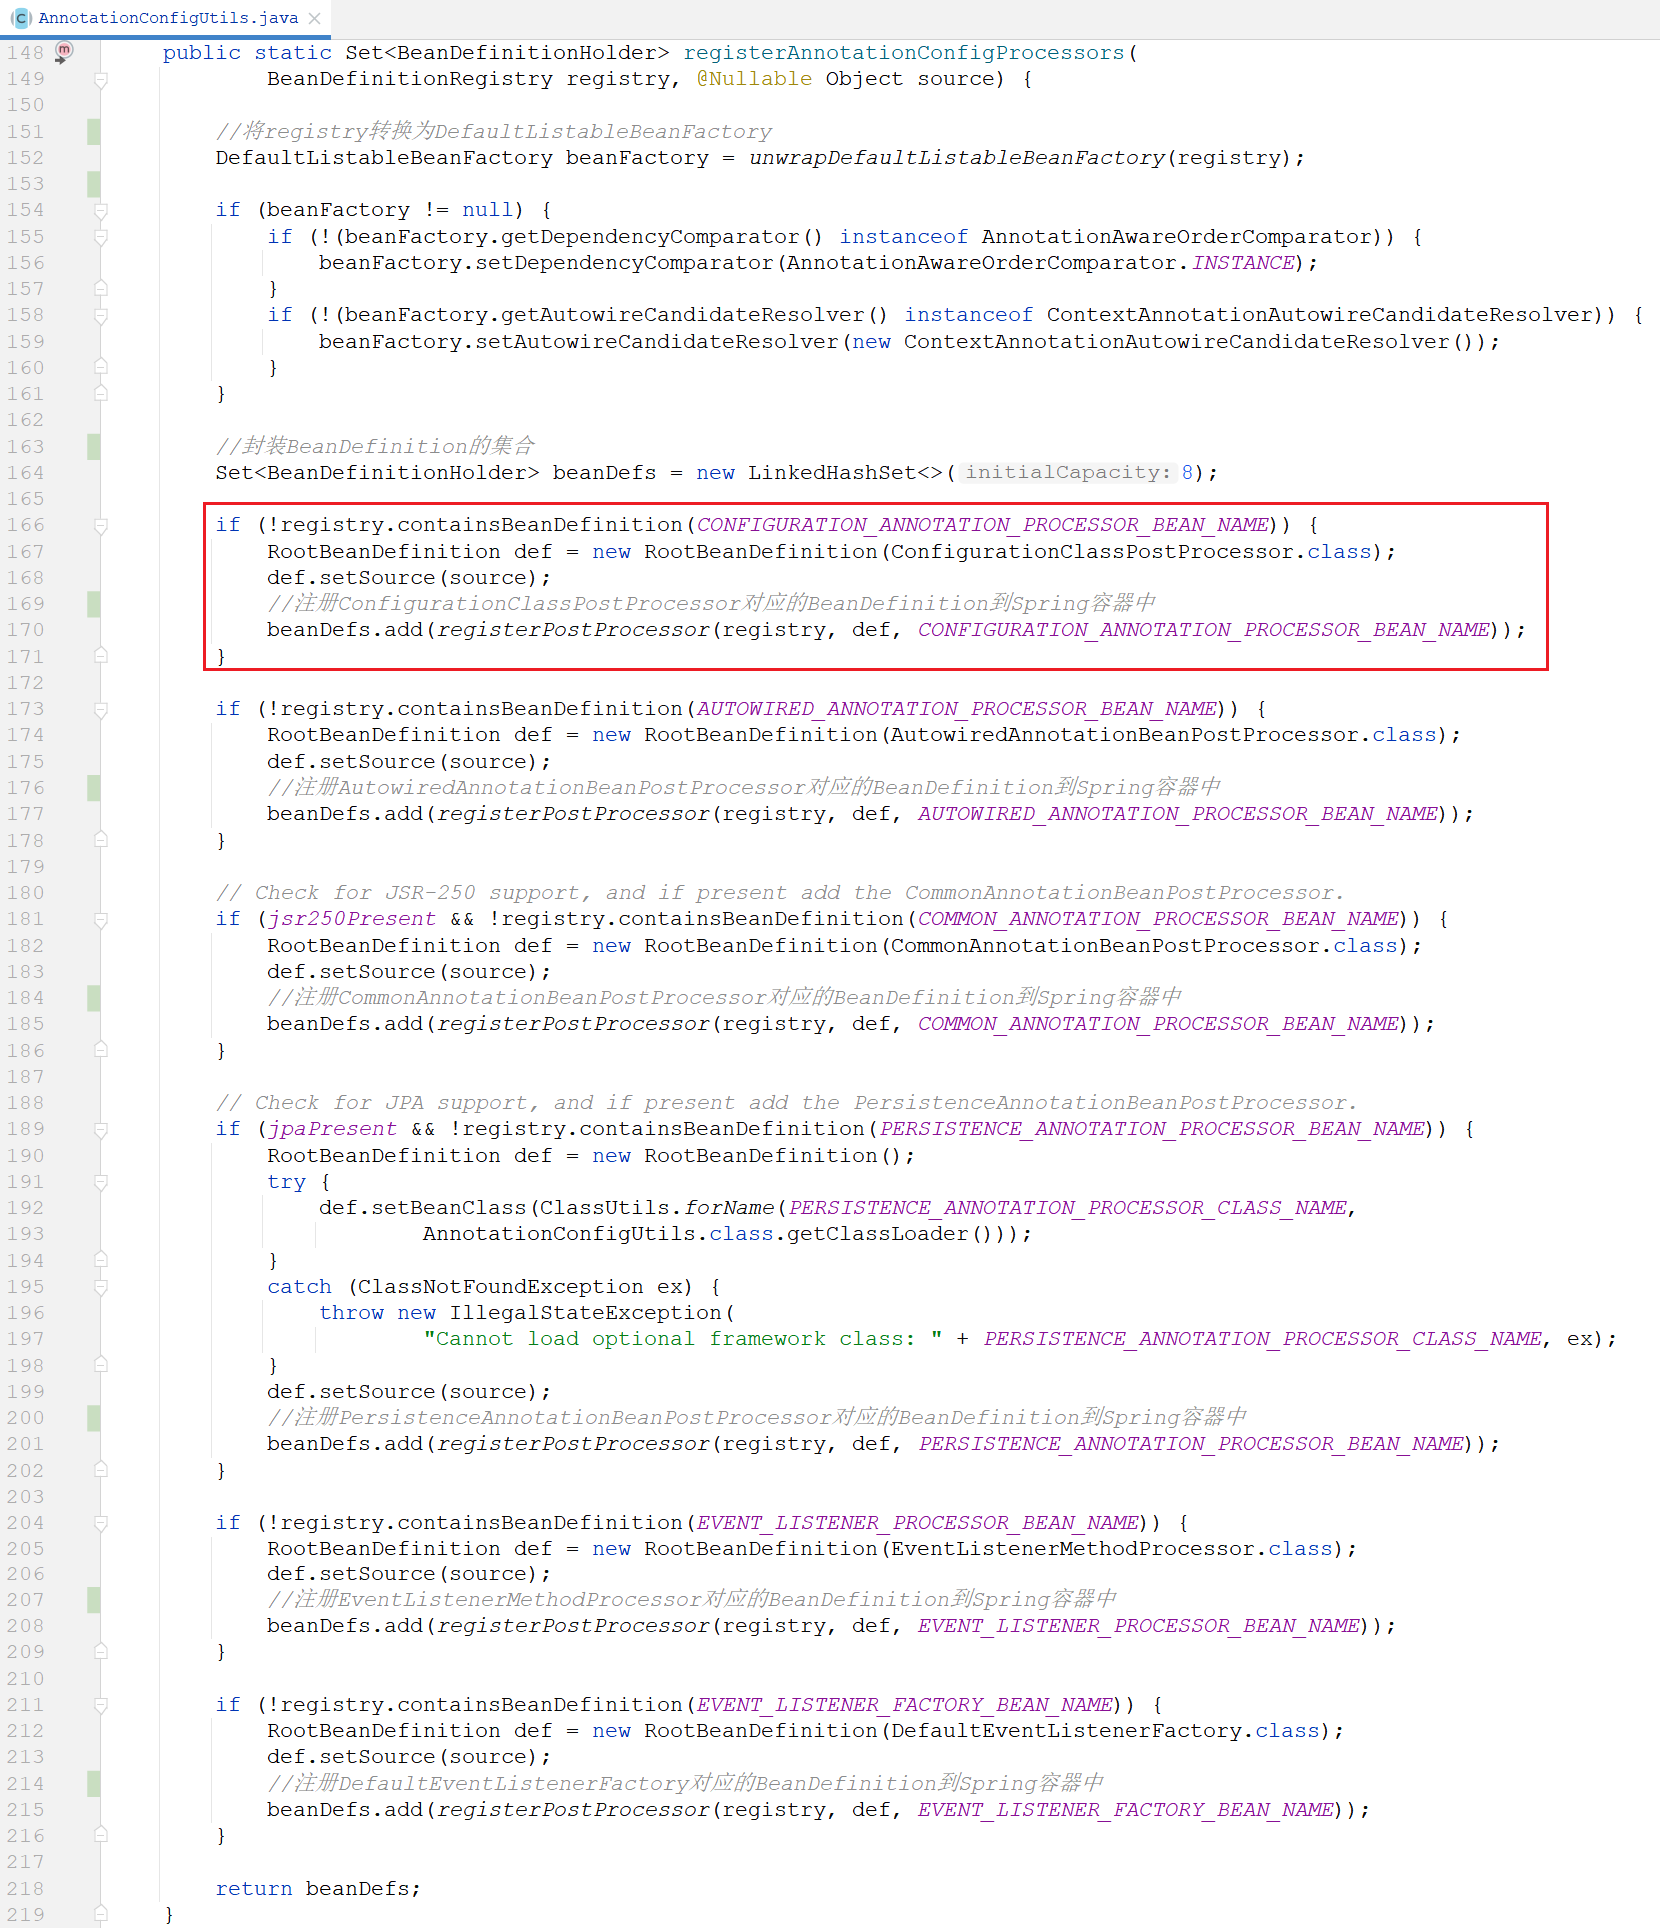 AnnotationConfigUtils.java
148 public static Set<BeanDefinitionHolder> registerAnnotationConfigProcessors(
149 BeanDefinitionRegistry registry, @Nullable Object source) {
150
151 //将registry转换为DefaultListableBeanFactory
152 DefaultListableBeanFactory beanFactory = unwrapDefaultListableBeanFactory(registry);
153
154 if (beanFactory != null) {
155 if (!(beanFactory.getDependencyComparator() instanceof AnnotationAwareOrderComparator)) {
156 beanFactory.setDependencyComparator(AnnotationAwareOrderComparator.INSTANCE);
157 }
158 if (!(beanFactory.getAutowireCandidateResolver() instanceof ContextAnnotationAutowireCandidateResolver)) {
159 beanFactory.setAutowireCandidateResolver(new ContextAnnotationAutowireCandidateResolver());
160 }
161 }
162
163 //封装BeanDefinition的集合
164 Set<BeanDefinitionHolder> beanDefs = new LinkedHashSet<>( initialCapacity: 8);
165
166 if (!registry.containsBeanDefinition(CONFIGURATION_ANNOTATION_PROCESSOR_BEAN_NAME)) {
167 RootBeanDefinition def = new RootBeanDefinition(ConfigurationClassPostProcessor.class);
168 def.setSource(source);
169 //注册ConfigurationClassPostProcessor对应的BeanDefinition到Spring容器中
170 beanDefs.add(registerPostProcessor(registry, def, CONFIGURATION_ANNOTATION_PROCESSOR_BEAN_NAME));
171 }
172
173 if (!registry.containsBeanDefinition(AUTOWIRED_ANNOTATION_PROCESSOR_BEAN_NAME)) {
174 RootBeanDefinition def = new RootBeanDefinition(AutowiredAnnotationBeanPostProcessor.class);
175 def.setSource(source);
176 //注册AutowiredAnnotationBeanPostProcessor对应的BeanDefinition到Spring容器中
177 beanDefs.add(registerPostProcessor(registry, def, AUTOWIRED_ANNOTATION_PROCESSOR_BEAN_NAME));
178 }
179
180 // Check for JSR-250 support, and if present add the CommonAnnotationBeanPostProcessor.
181 if (jsr250Present && !registry.containsBeanDefinition(COMMON_ANNOTATION_PROCESSOR_BEAN_NAME)) {
182 RootBeanDefinition def = new RootBeanDefinition(CommonAnnotationBeanPostProcessor.class);
183 def.setSource(source);
184 //注册CommonAnnotationBeanPostProcessor对应的BeanDefinition到Spring容器中
185 beanDefs.add(registerPostProcessor(registry, def, COMMON_ANNOTATION_PROCESSOR_BEAN_NAME));
186 }
187
188 // Check for JPA support, and if present add the PersistenceAnnotationBeanPostProcessor.
189 if (jpaPresent && !registry.containsBeanDefinition(PERSISTENCE_ANNOTATION_PROCESSOR_BEAN_NAME)) {
190 RootBeanDefinition def = new RootBeanDefinition();
191 try {
192 def.setBeanClass(ClassUtils.forName(PERSISTENCE_ANNOTATION_PROCESSOR_CLASS_NAME,
193 AnnotationConfigUtils.class.getClassLoader()));
194 }
195 catch (ClassNotFoundException ex) {
196 throw new IllegalStateException(
197 "Cannot load optional framework class: " + PERSISTENCE_ANNOTATION_PROCESSOR_CLASS_NAME, ex);
198 }
199 def.setSource(source);
200 //注册PersistenceAnnotationBeanPostProcessor对应的BeanDefinition到Spring容器中
201 beanDefs.add(registerPostProcessor(registry, def, PERSISTENCE_ANNOTATION_PROCESSOR_BEAN_NAME));
202 }
203
204 if (!registry.containsBeanDefinition(EVENT_LISTENER_PROCESSOR_BEAN_NAME)) {
205 RootBeanDefinition def = new RootBeanDefinition(EventListenerMethodProcessor.class);
206 def.setSource(source);
207 //注册EventListenerMethodProcessor对应的BeanDefinition到Spring容器中
208 beanDefs.add(registerPostProcessor(registry, def, EVENT_LISTENER_PROCESSOR_BEAN_NAME));
209 }
210
211 if (!registry.containsBeanDefinition(EVENT_LISTENER_FACTORY_BEAN_NAME)) {
212 RootBeanDefinition def = new RootBeanDefinition(DefaultEventListenerFactory.class);
213 def.setSource(source);
214 //注册DefaultEventListenerFactory对应的BeanDefinition到Spring容器中
215 beanDefs.add(registerPostProcessor(registry, def, EVENT_LISTENER_FACTORY_BEAN_NAME));
216 }
217
218 return beanDefs;
219 }